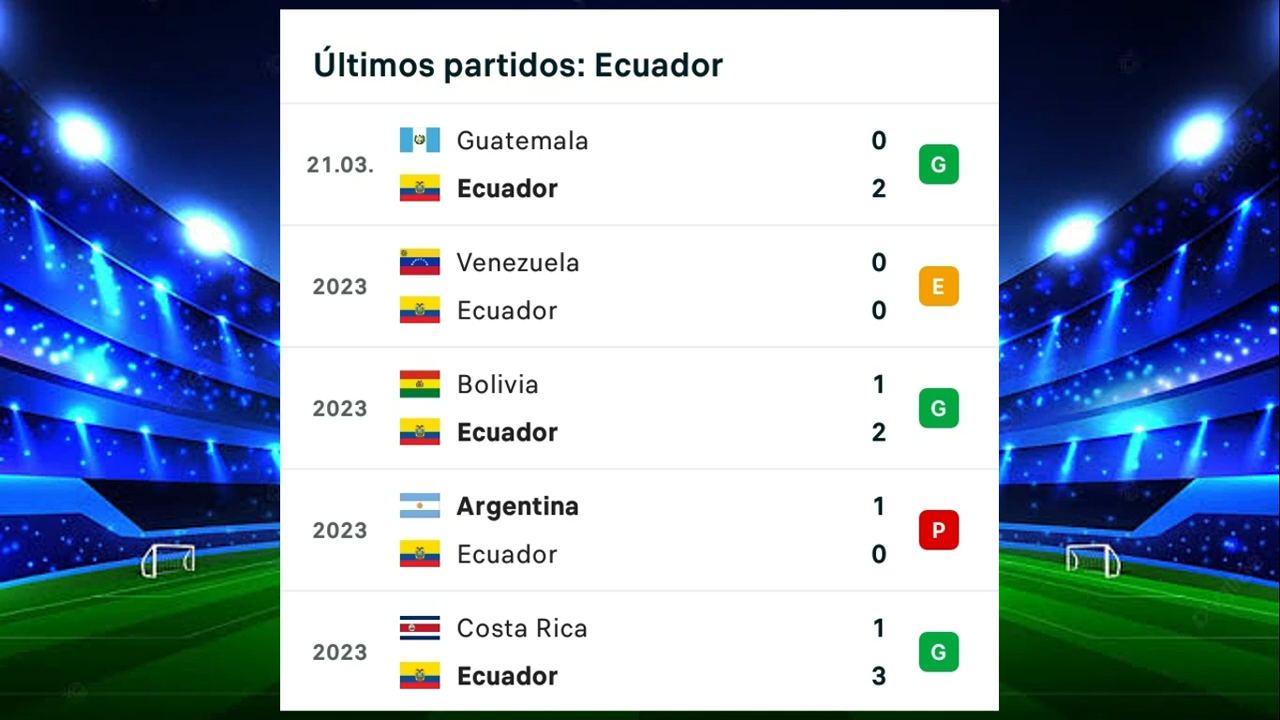 Últimos partidos: Ecuador
21.03.
Guatemala 0
Ecuador 2
G
2023
Venezuela 0
Ecuador 0
E
2023
Bolivia 1
Ecuador 2
G
2023
Argentina 1
Ecuador 0
P
2023
Costa Rica 1
Ecuador 3
G